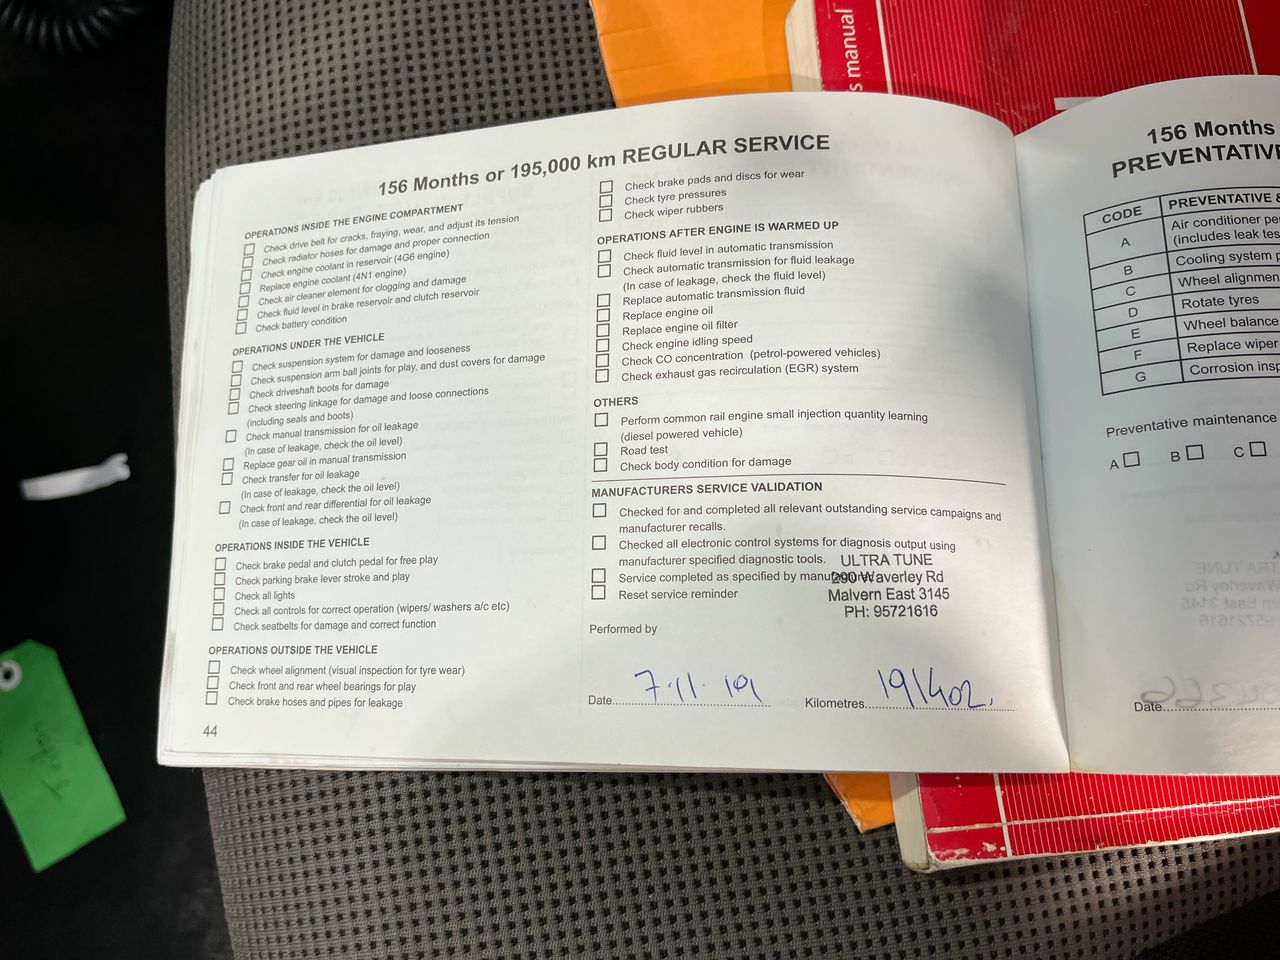 s manual
156 Months or 195,000 km REGULAR SERVICE
OPERATIONS INSIDE THE ENGINE COMPARTMENT
Check drive belt for cracks, fraying, wear, and adjust its tension
Check radiator hoses for damage and proper connection
Check engine coolant in reservoir (4G6 engine)
Replace engine coolant (4N1 engine)
Check air cleaner element for clogging and damage
Check fluid level in brake reservoir and clutch reservoir
Check battery condition
OPERATIONS UNDER THE VEHICLE
Check suspension system for damage and looseness
Check suspension arm ball joints for play, and dust covers for damage
Check driveshaft boots for damage
Check steering linkage for damage and loose connections
(including seals and boots)
Check manual transmission for oil leakage
(In case of leakage, check the oil level)
Replace gear oil in manual transmission
Check transfer for oil leakage
(In case of leakage, check the oil level)
Check front and rear differential for oil leakage
(In case of leakage, check the oil level)
OPERATIONS INSIDE THE VEHICLE
Check brake pedal and clutch pedal for free play
Check parking brake lever stroke and play
Check all lights
Check all controls for correct operation (wipers/ washers a/c etc)
Check seatbelts for damage and correct function
OPERATIONS OUTSIDE THE VEHICLE
Check wheel alignment (visual inspection for tyre wear)
Check front and rear wheel bearings for play
Check brake hoses and pipes for leakage
44
Check brake pads and discs for wear
Check tyre pressures
Check wiper rubbers
OPERATIONS AFTER ENGINE IS WARMED UP
Check fluid level in automatic transmission
Check automatic transmission for fluid leakage
(In case of leakage, check the fluid level)
Replace automatic transmission fluid
Replace engine oil
Replace engine oil filter
Check engine idling speed
Check CO concentration (petrol-powered vehicles)
Check exhaust gas recirculation (EGR) system
OTHERS
Perform common rail engine small injection quantity learning
(diesel powered vehicle)
Road test
Check body condition for damage
MANUFACTURERS SERVICE VALIDATION
Checked for and completed all relevant outstanding service campaigns and
manufacturer recalls.
Checked all electronic control systems for diagnosis output using
manufacturer specified diagnostic tools.
Service completed as specified by manufacturer
Reset service reminder
ULTRA TUNE
290 Waverley Rd
Malvern East 3145
PH: 95721616
Performed by
Date 7.11.
Kilometres 191402
156 Months
PREVENTATIVE
CODE PREVENTATIVE &
A Air conditioner
(includes leak
B Cooling system
C Wheel alignment
D Rotate tyres
E Wheel balance
F Replace wiper
G Corrosion
Preventative maintenance
A B C
Date